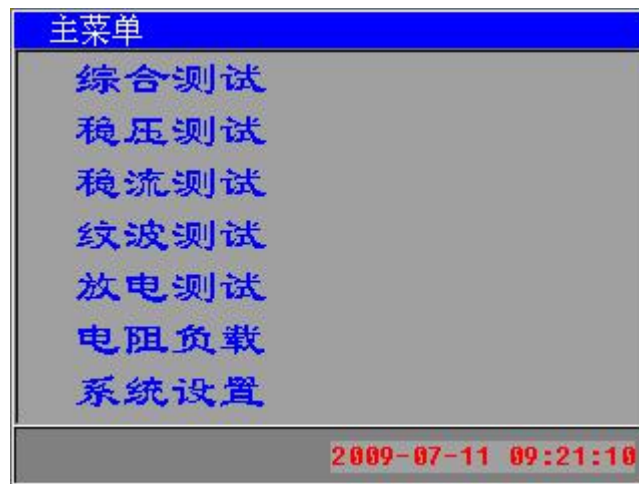 主菜单
综合测试
稳压测试
稳流测试
纹波测试
放电测试
电阻负载
系统设置
2009-07-11 09:21:10